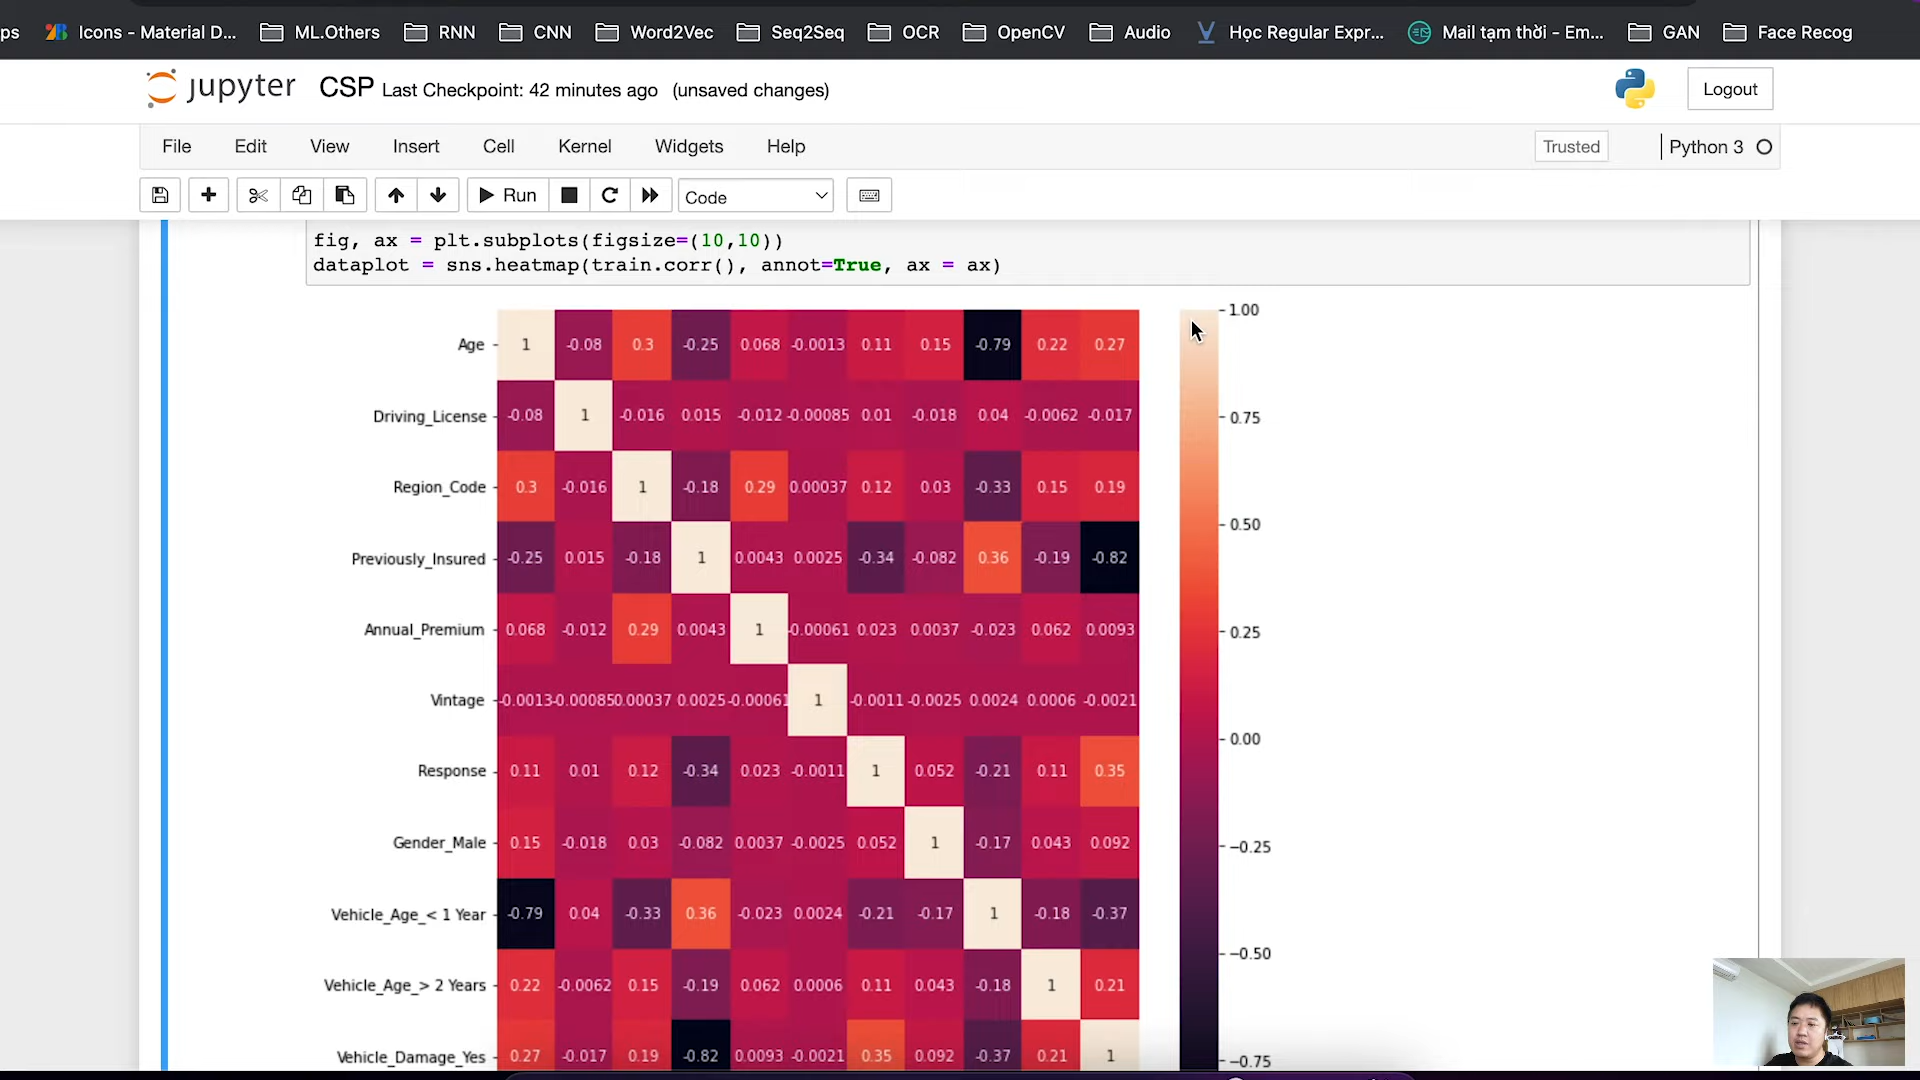 ps Icons - Material D... ML.Others RNN CNN Word2Vec Seq2Seq OCR OpenCV Audio Học Regular Expr... Mail tạm thời - Em... GAN Face Recog
jupyter CSP Last Checkpoint: 42 minutes ago (unsaved changes) Logout
File Edit View Insert Cell Kernel Widgets Help Trusted Python 3
Run Code
fig, ax = plt.subplots(figsize=(10,10))
dataplot = sns.heatmap(train.corr(), annot=True, ax = ax)
1.00
Age 1 -0.08 0.3 -0.25 0.068 -0.0013 0.11 0.15 -0.79 0.22 0.27
0.75
Driving_License -0.08 1 -0.016 0.015 -0.012 -0.00085 0.01 -0.018 0.04 -0.0062 -0.017
Region_Code 0.3 -0.016 1 -0.18 0.29 0.00037 0.12 0.03 -0.33 0.15 0.19
0.50
Previously_Insured -0.25 0.015 -0.18 1 0.0043 0.0025 -0.34 -0.082 0.36 -0.19 -0.82
0.25
Annual_Premium 0.068 -0.012 0.29 0.0043 1 -0.00061 0.023 0.0037 -0.023 0.062 0.0093
Vintage -0.0013 -0.00085 0.00037 0.0025 -0.00061 1 -0.0011 -0.0025 0.0024 0.0006 -0.0021
0.00
Response 0.11 0.01 0.12 -0.34 0.023 -0.0011 1 0.052 -0.21 0.11 0.35
Gender_Male 0.15 -0.018 0.03 -0.082 0.0037 -0.0025 0.052 1 -0.17 0.043 0.092
-0.25
Vehicle_Age_< 1 Year -0.79 0.04 -0.33 0.36 -0.023 0.0024 -0.21 -0.17 1 -0.18 -0.37
-0.50
Vehicle_Age_> 2 Years 0.22 -0.0062 0.15 -0.19 0.062 0.0006 0.11 0.043 -0.18 1 0.21
Vehicle_Damage_Yes 0.27 -0.017 0.19 -0.82 0.0093 -0.0021 0.35 0.092 -0.37 0.21 1
-0.75